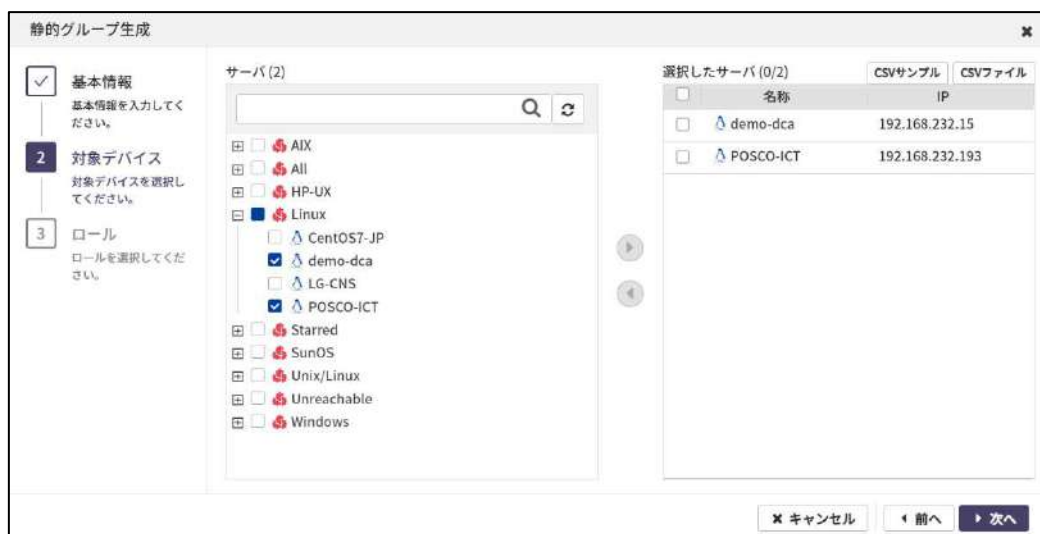 静的グループ生成
基本情報
基本情報を入力してく
ださい。
2
対象デバイス
対象デバイスを選択し
てください。
3
ロール
ロールを選択してくだ
さい。
サーバ (2)
AIX
All
HP-UX
Linux
CentOS7-JP
demo-dca
LG-CNS
POSCO-ICT
Starred
SunOS
Unix/Linux
Unreachable
Windows
選択したサーバ (0/2)
CSVサンプル
CSVファイル
名称 IP
demo-dca 192.168.232.15
POSCO-ICT 192.168.232.193
キャンセル
前へ
次へ